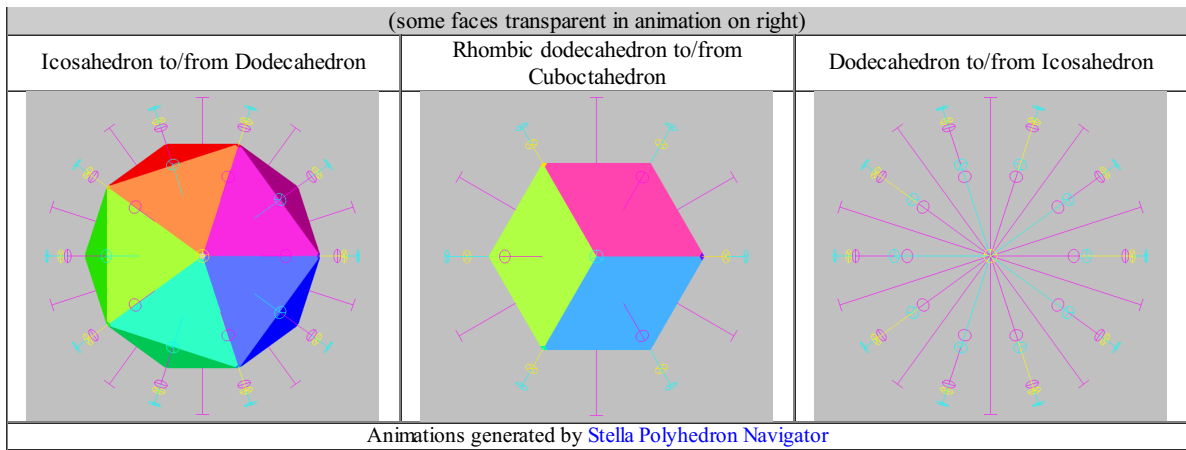 (some faces transparent in animation on right)
Icosahedron to/from Dodecahedron
Rhombic dodecahedron to/from
Cuboctahedron
Dodecahedron to/from Icosahedron
Animations generated by Stella Polyhedron Navigator